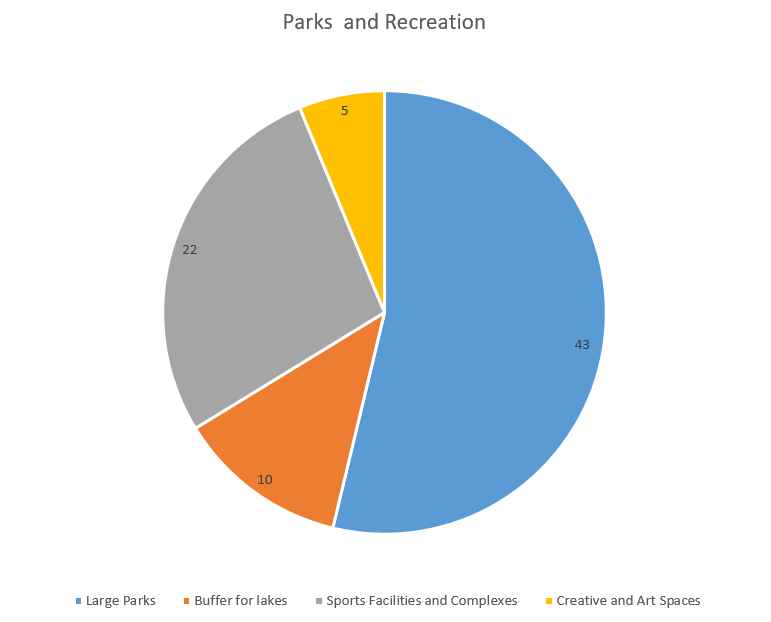 Parks  and Recreation
5
22
43
10
Large Parks
Buffer for lakes
Sports Facilities and Complexes
Creative and Art Spaces